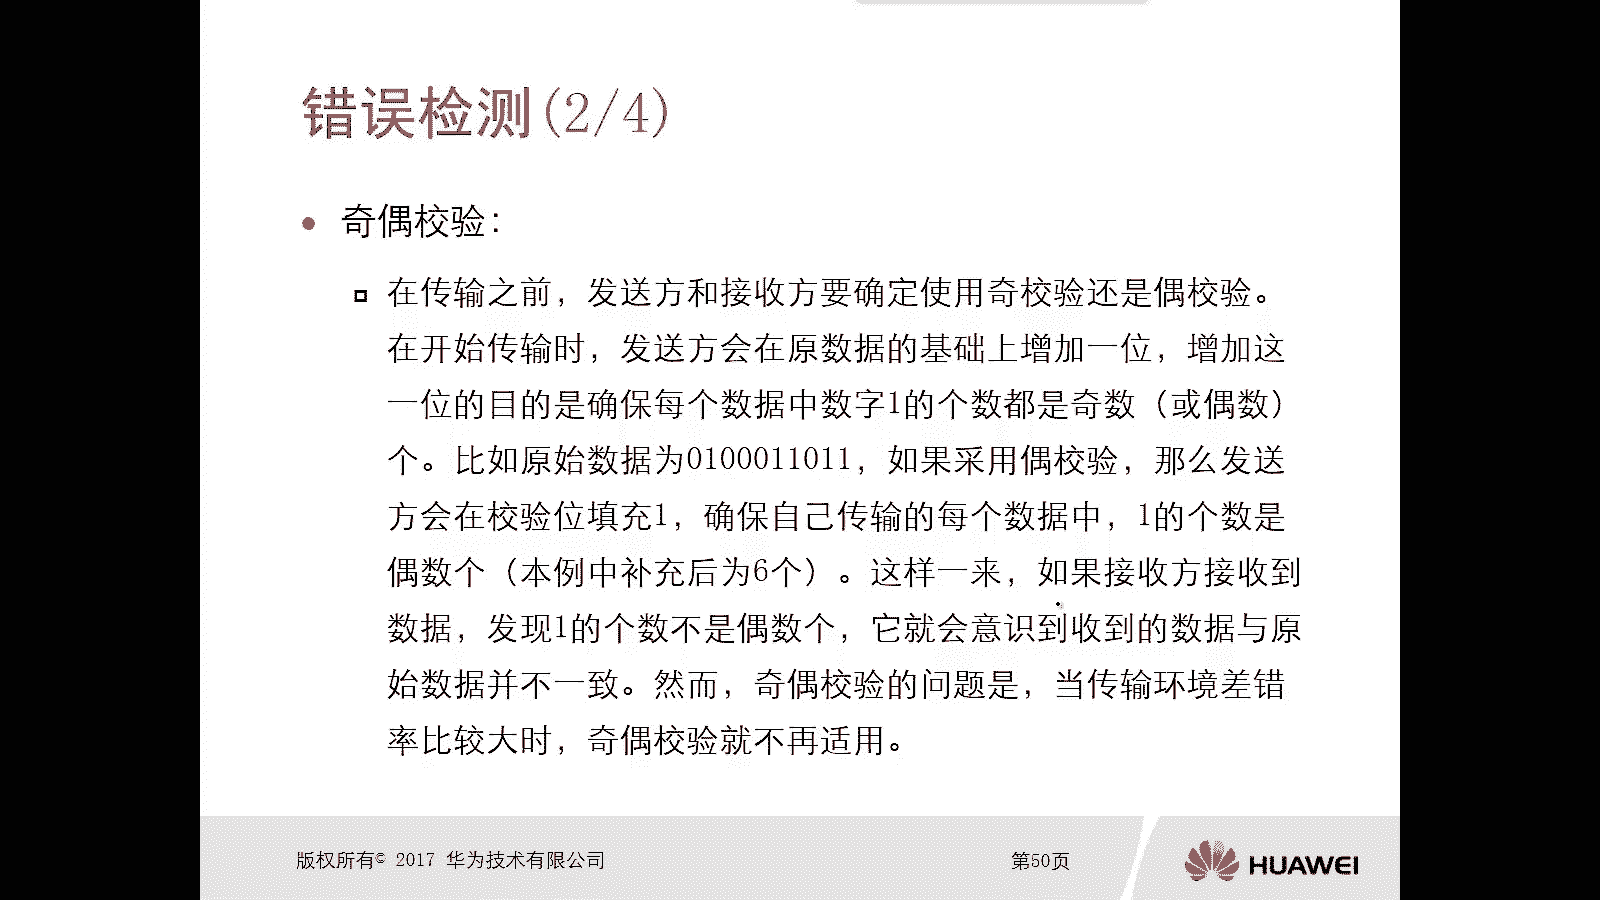 错误检测(2/4)
奇偶校验：
在传输之前，发送方和接收方要确定使用奇校验还是偶校验。
在开始传输时，发送方会在原数据的基础上增加一位，增加这
一位的目的是确保每个数据中数字1的个数都是奇数（或偶数）
个。比如原始数据为0100011011，如果采用偶校验，那么发送
方会在校验位填充1，确保自己传输的每个数据中，1的个数是
偶数个（本例中补充后为6个）。这样一来，如果接收方接收到
数据，发现1的个数不是偶数个，它就会意识到收到的数据与原
始数据并不一致。然而，奇偶校验的问题是，当传输环境差错
率比较大时，奇偶校验就不再适用。
版权所有© 2017 华为技术有限公司
第50页
HUAWEI